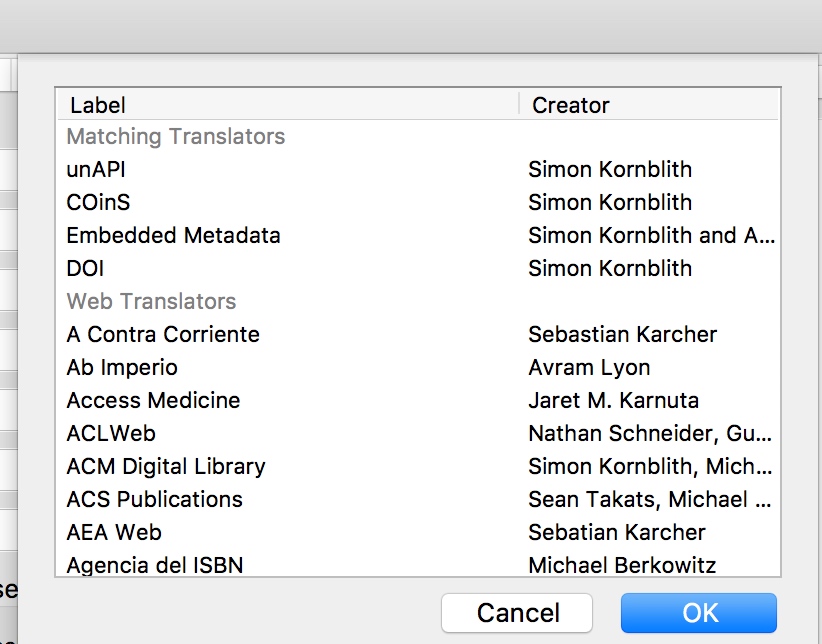 Label Creator
Matching Translators
unAPI Simon Kornblith
COinS Simon Kornblith
Embedded Metadata Simon Kornblith and A...
DOI Simon Kornblith
Web Translators
A Contra Corriente Sebastian Karcher
Ab Imperio Avram Lyon
Access Medicine Jaret M. Karnuta
ACLWeb Nathan Schneider, Gu...
ACM Digital Library Simon Kornblith, Mich...
ACS Publications Sean Takats, Michael ...
AEA Web Sebatian Karcher
Agencia del ISBN Michael Berkowitz
se
Cancel OK